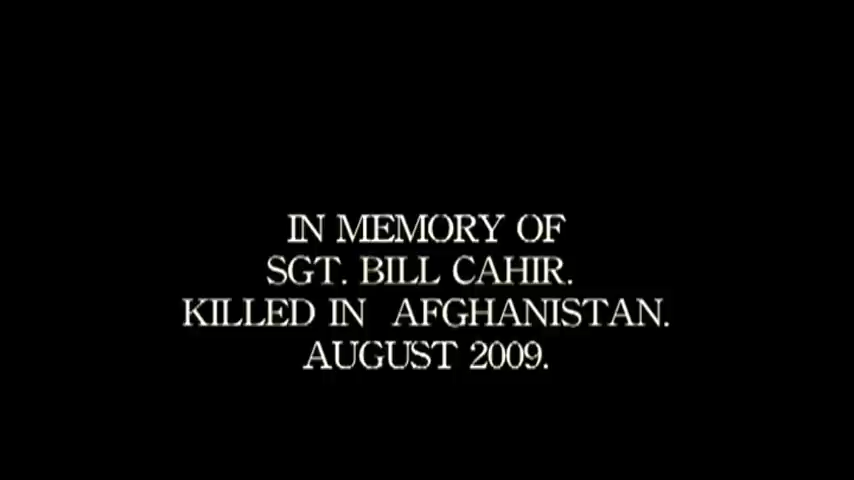 IN MEMORY OF
SGT. BILL CAHIR.
KILLED IN AFGHANISTAN.
AUGUST 2009.